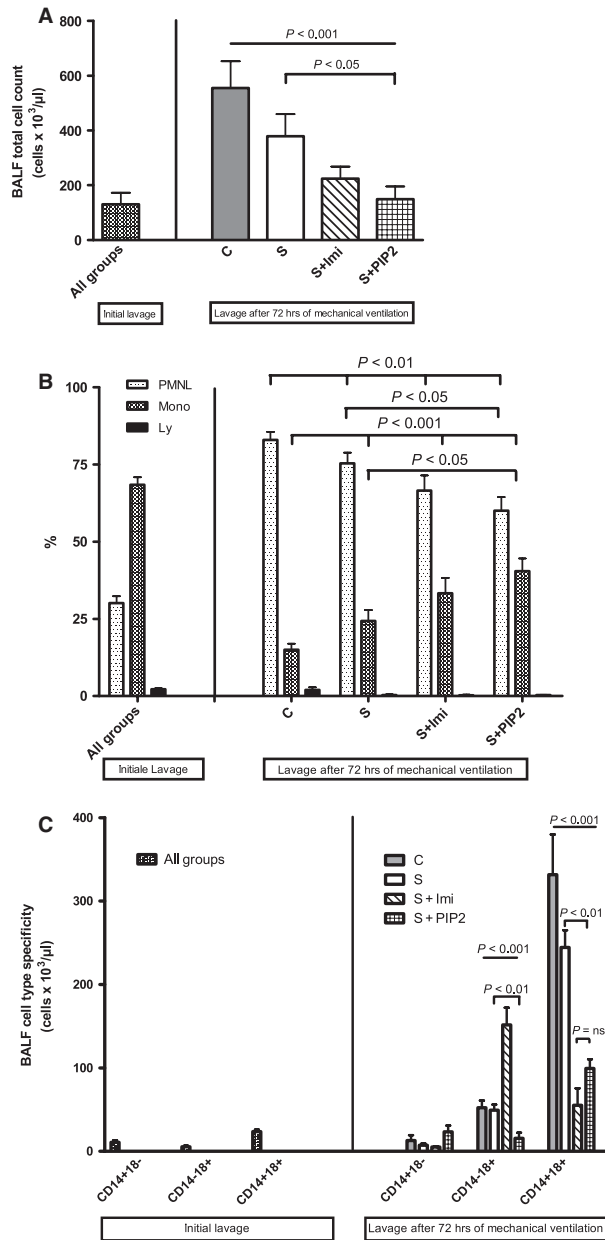 A
800
P < 0.001
600
P < 0.05
400
200
0
BALF total cell count
(cells x 10³/µl)
All groups
C
S
S+Imi
S+PIP2
Initial lavage
Lavage after 72 hrs of mechanical ventilation
B
P < 0.01
100
PMNL
Mono
Ly
P < 0.05
P < 0.001
75
P < 0.05
50
%
25
0
All groups
C
S
S+Imi
S+PIP2
Initiale Lavage
Lavage after 72 hrs of mechanical ventilation
C
400
P < 0.001
All groups
C
S
S + Imi
S + PIP2
300
P < 0.01
P < 0.001
200
P < 0.01
P = ns
100
0
BALF cell type specificity
(cells x 10³/µl)
CD14+18-
CD14-18+
CD14+18+
CD14+18-
CD14-18+
CD14+18+
Initial lavage
Lavage after 72 hrs of mechanical ventilation